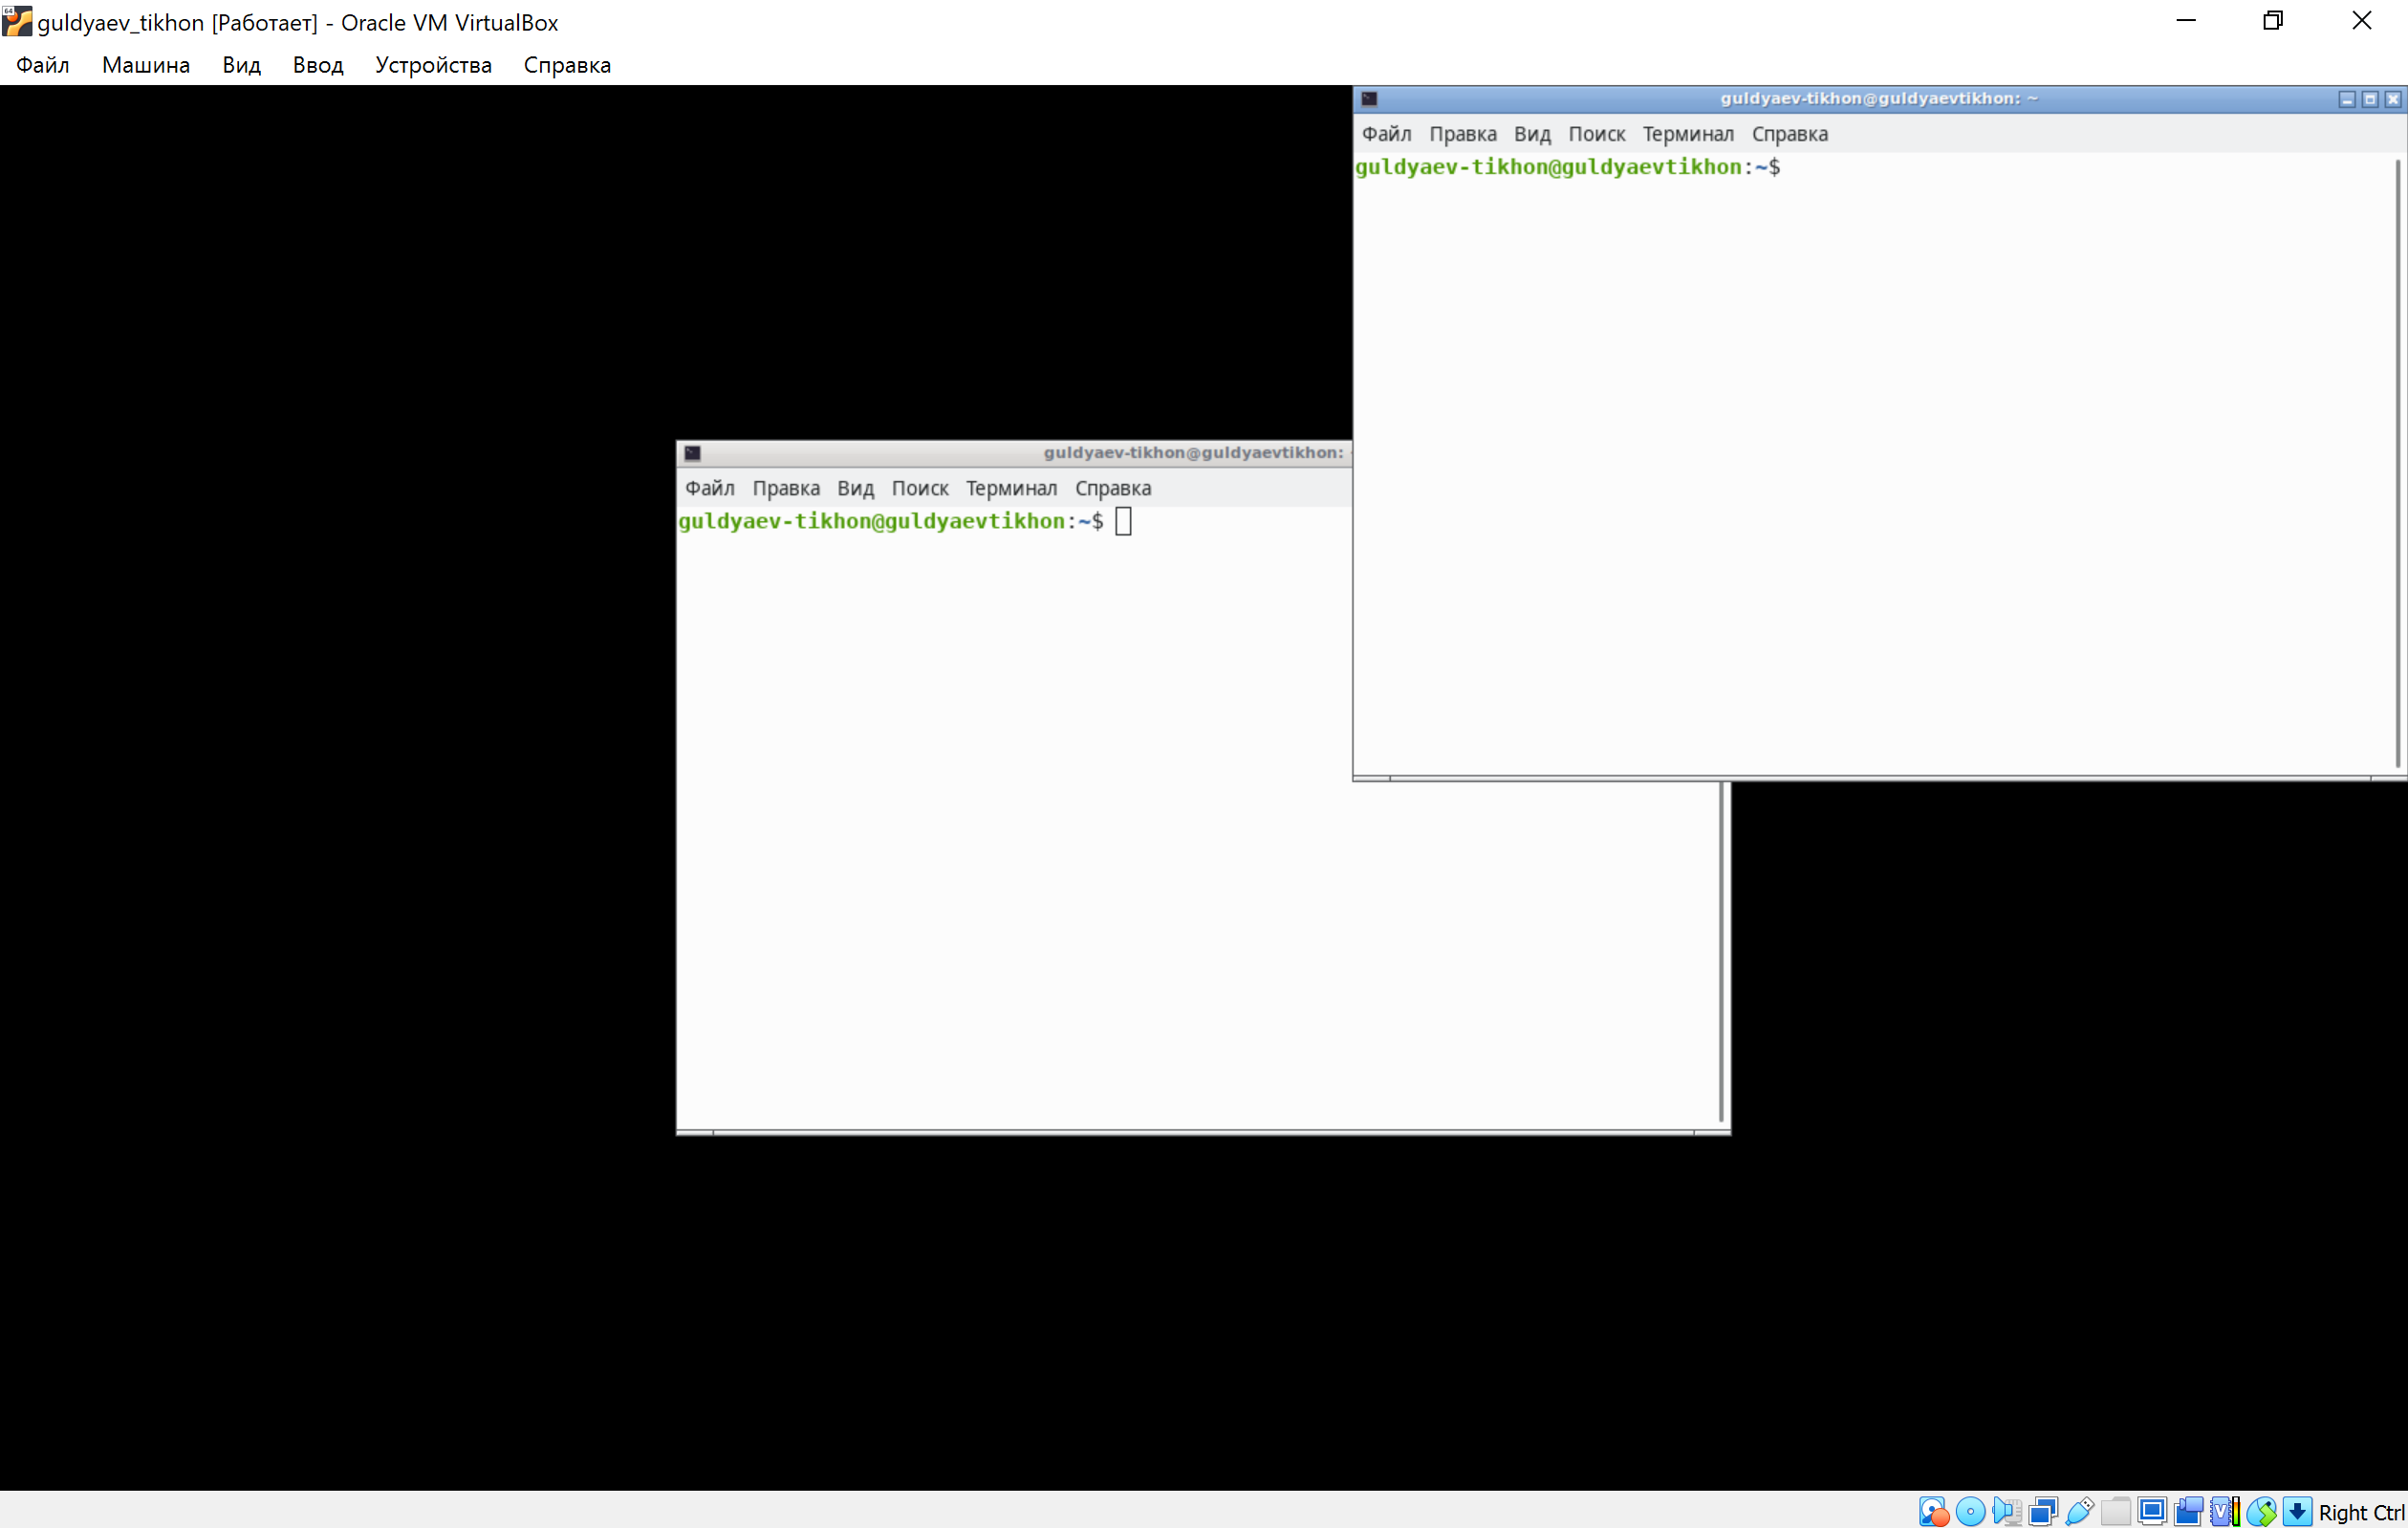 guldyaev_tikhon [Работает] - Oracle VM VirtualBox
Файл Машина Вид Ввод Устройства Справка
guldyaev-tikhon@guldyaevtikhon: ~
Файл Правка Вид Поиск Терминал Справка
guldyaev-tikhon@guldyaevtikhon:~$
guldyaev-tikhon@guldyaevtikhon:
Файл Правка Вид Поиск Терминал Справка
guldyaev-tikhon@guldyaevtikhon:~$
Right Ctrl